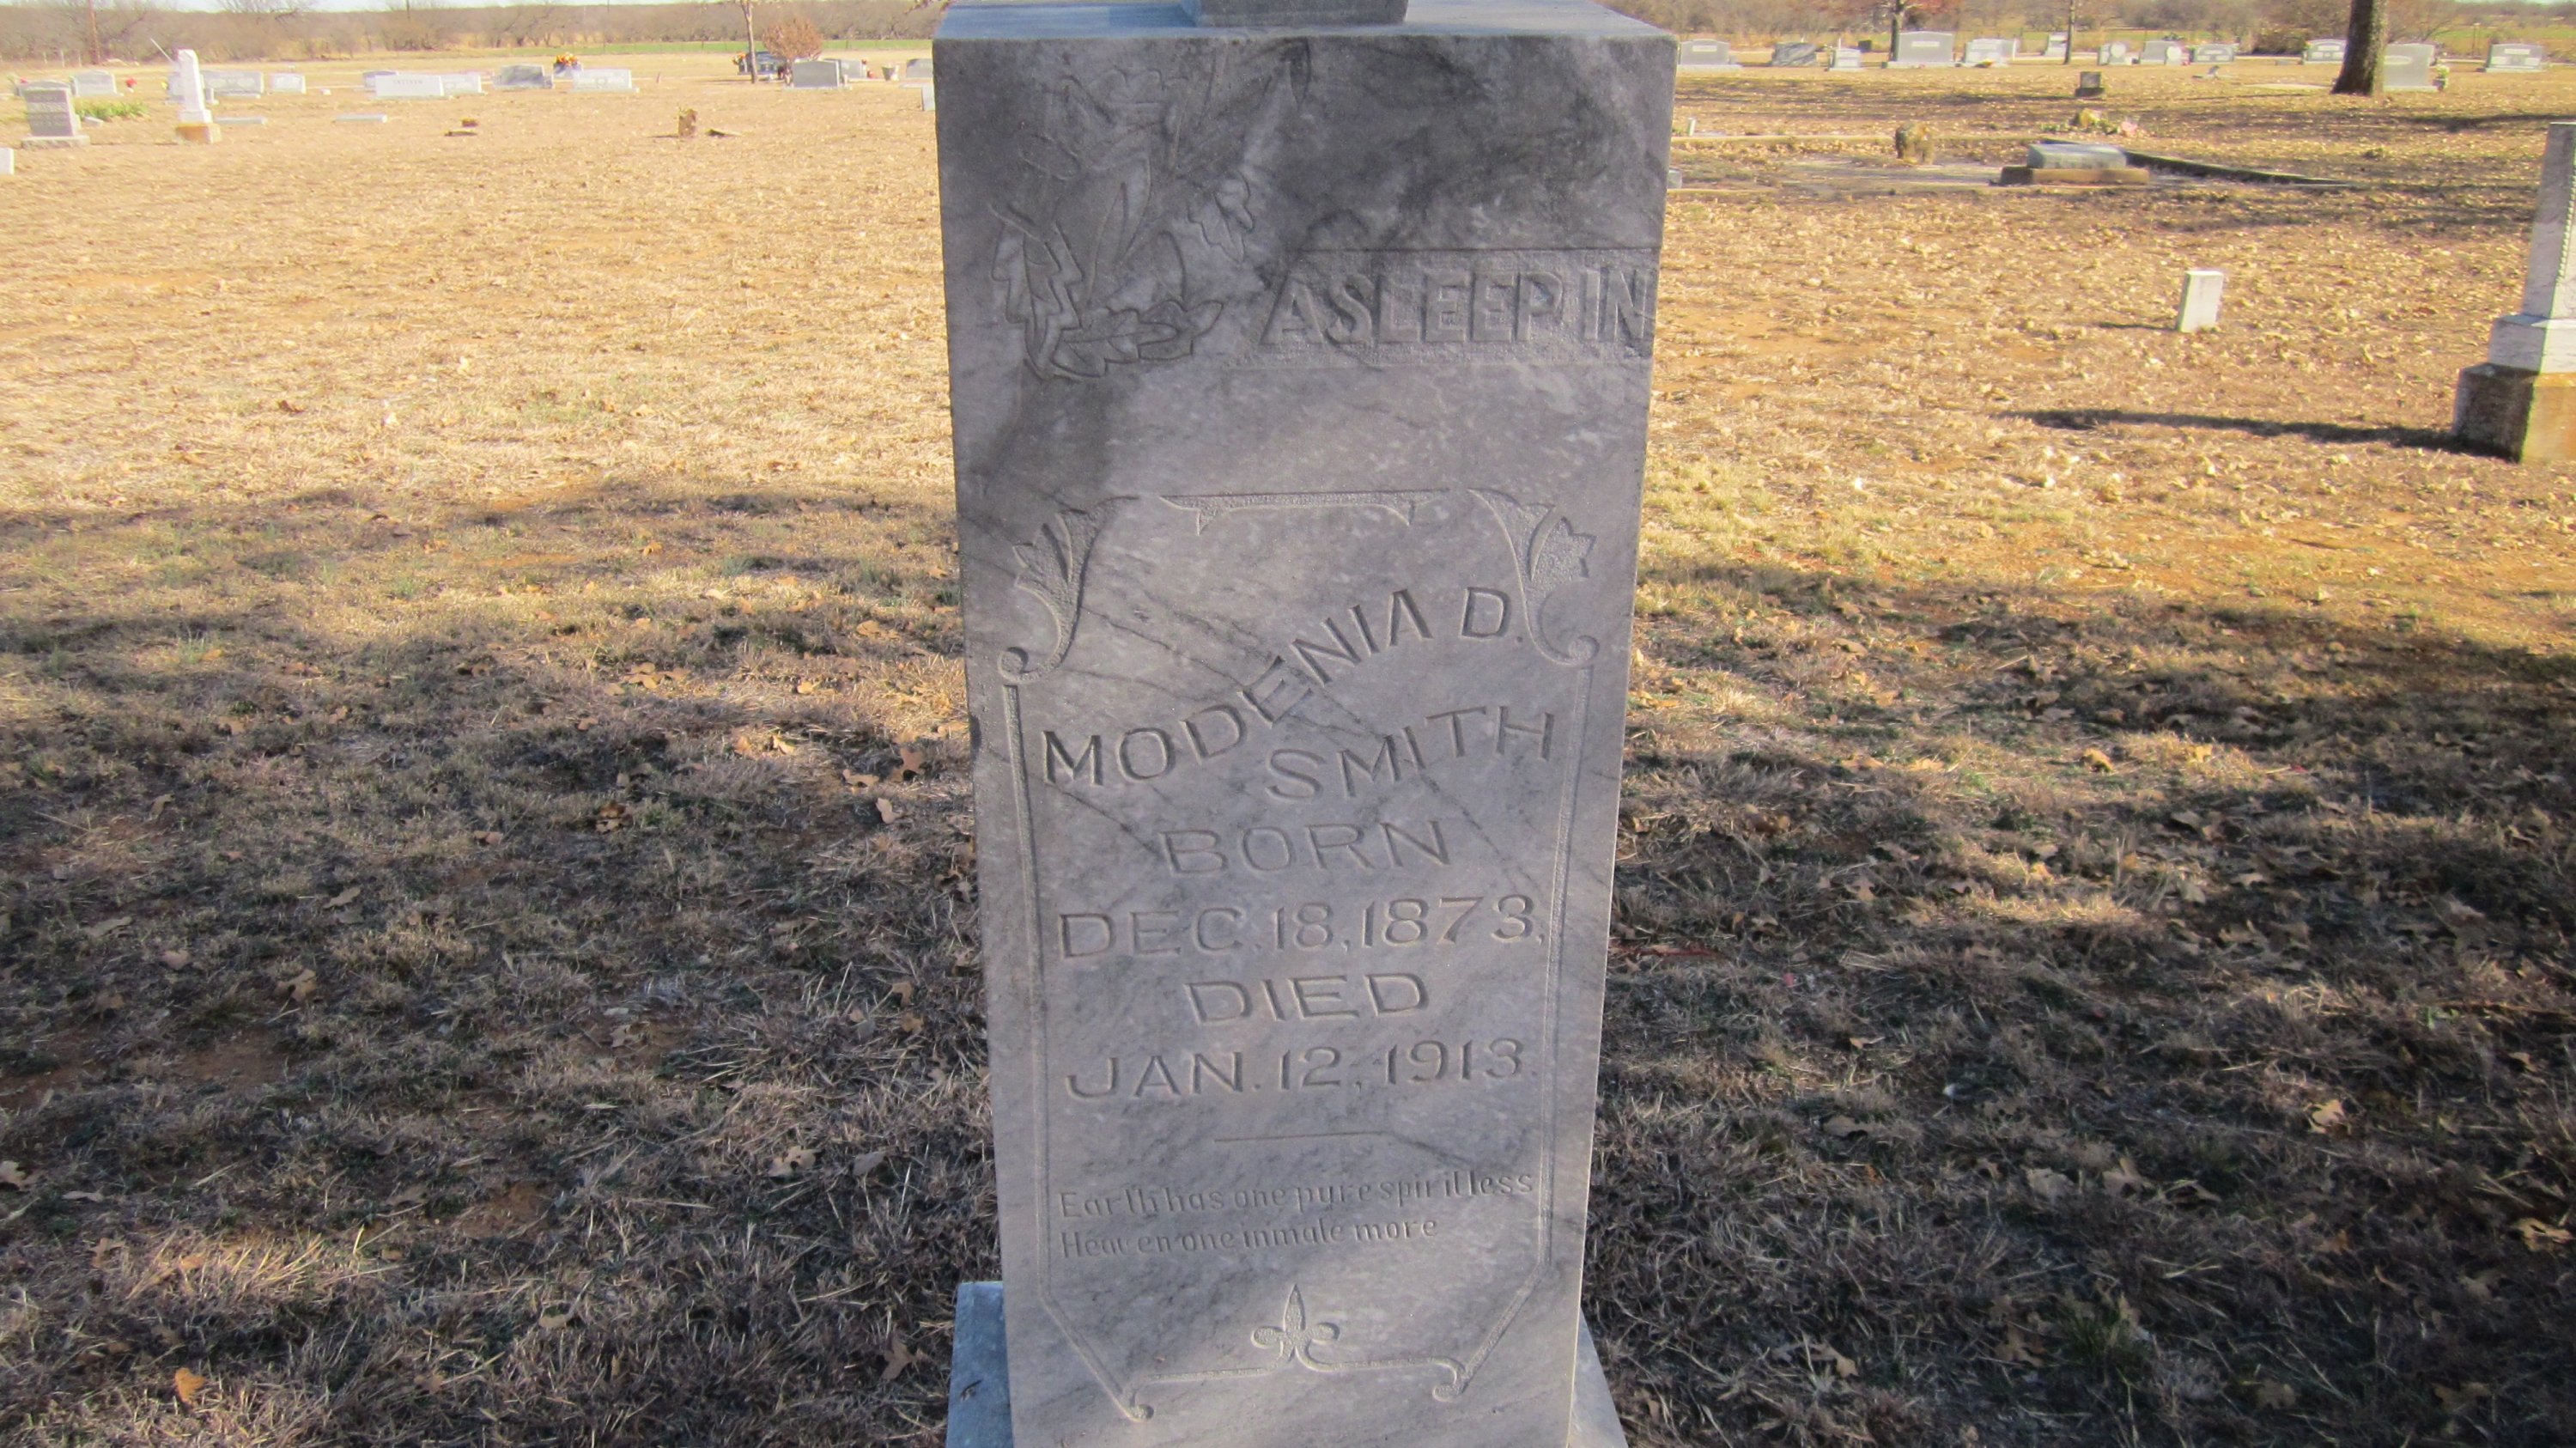 ASLEEP IN
MODENIA D.
SMITH
BORN
DEC. 18, 1873,
DIED
JAN. 12, 1913.
Earth has one pure spirit less
Heaven one inmate more